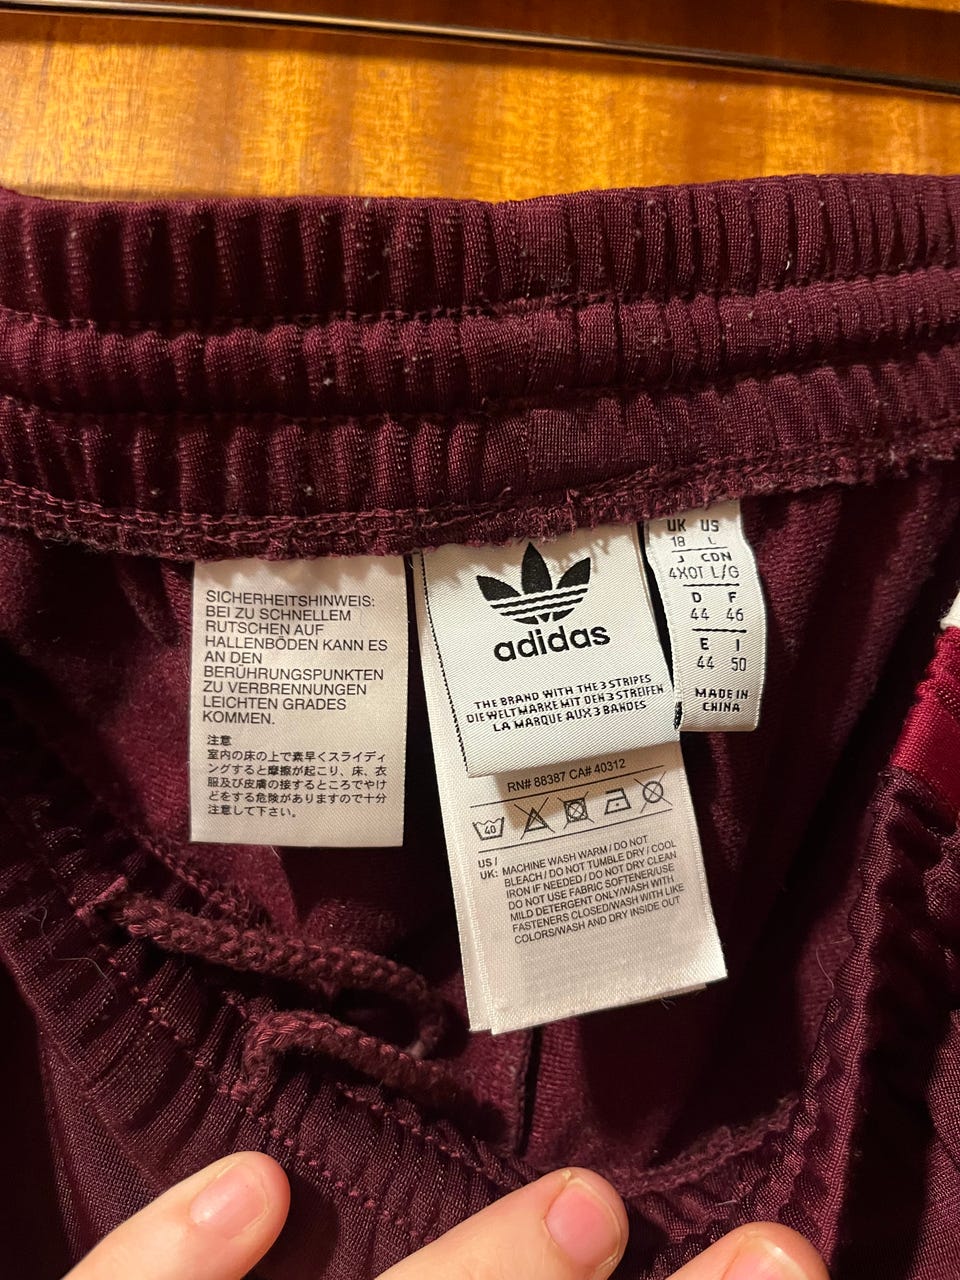 SICHERHEITSHINWEIS:
BEI ZU SCHNELLEM
RUTSCHEN AUF
HALLENBÖDEN KANN ES
AN DEN
BERÜHRUNGSPUNKTEN
ZU VERBRENNUNGEN
LEICHTEN GRADES
KOMMEN.
注意
室内の床の上で素早くスライディ
ングすると摩擦が起こり、床、衣
服及び皮膚の接するところでやけ
どをする危険がありますので十分
注意して下さい。
adidas
THE BRAND WITH THE 3 STRIPES
DIE WELTMARKE MIT DEN 3 STREIFEN
LA MARQUE AUX 3 BANDES
RN# 88387 CA# 40312
40
US /
UK:
MACHINE WASH WARM / DO NOT
BLEACH / DO NOT TUMBLE DRY / COOL
IRON IF NEEDED / DO NOT DRY CLEAN
DO NOT USE FABRIC SOFTENER/USE
MILD DETERGENT ONLY/WASH WITH
FASTENERS CLOSED/WASH WITH LIKE
COLORS/WASH AND DRY INSIDE OUT
UK US
18 L
J CDN
4XOT L/G
D F
44 46
E I
44 50
MADE IN
CHINA